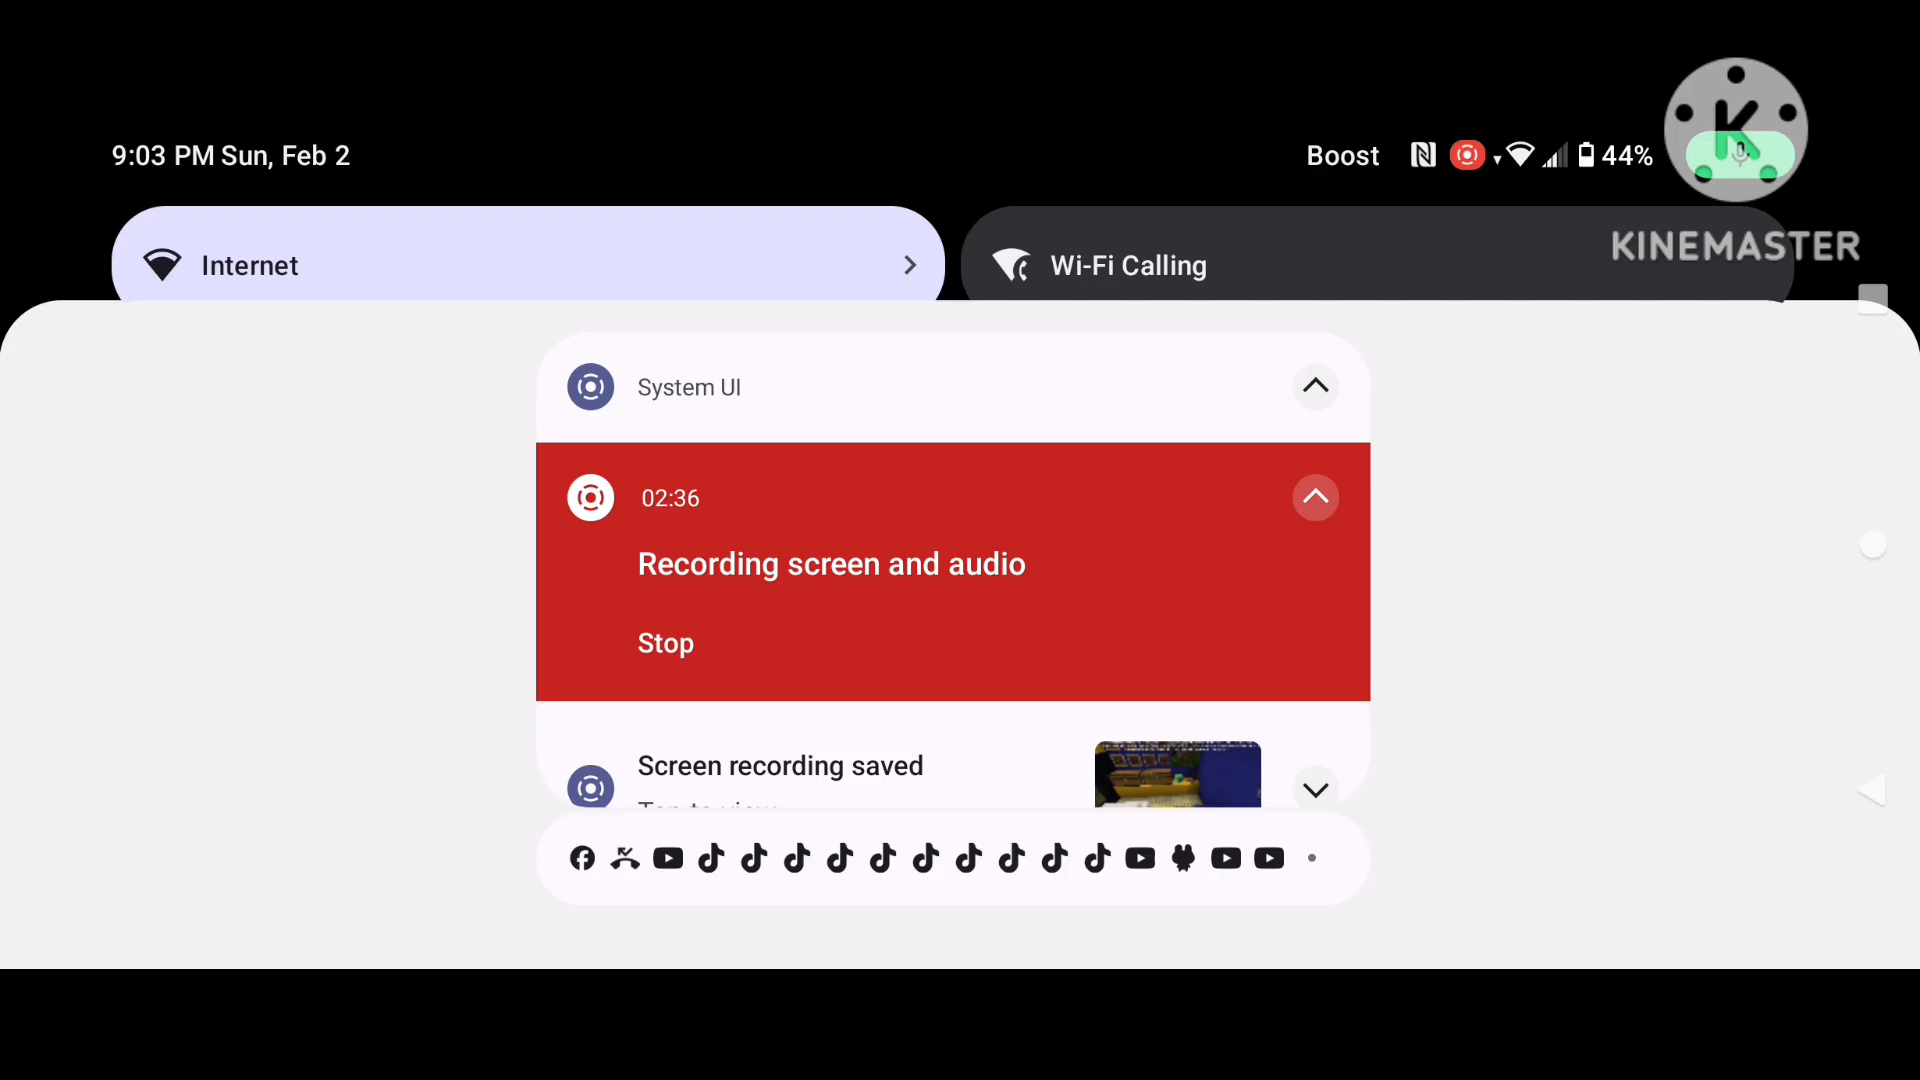 9:03 PM Sun, Feb 2
Boost
44%
K
KINEMASTER
Internet
Wi-Fi Calling
System UI
02:36
Recording screen and audio
Stop
Screen recording saved